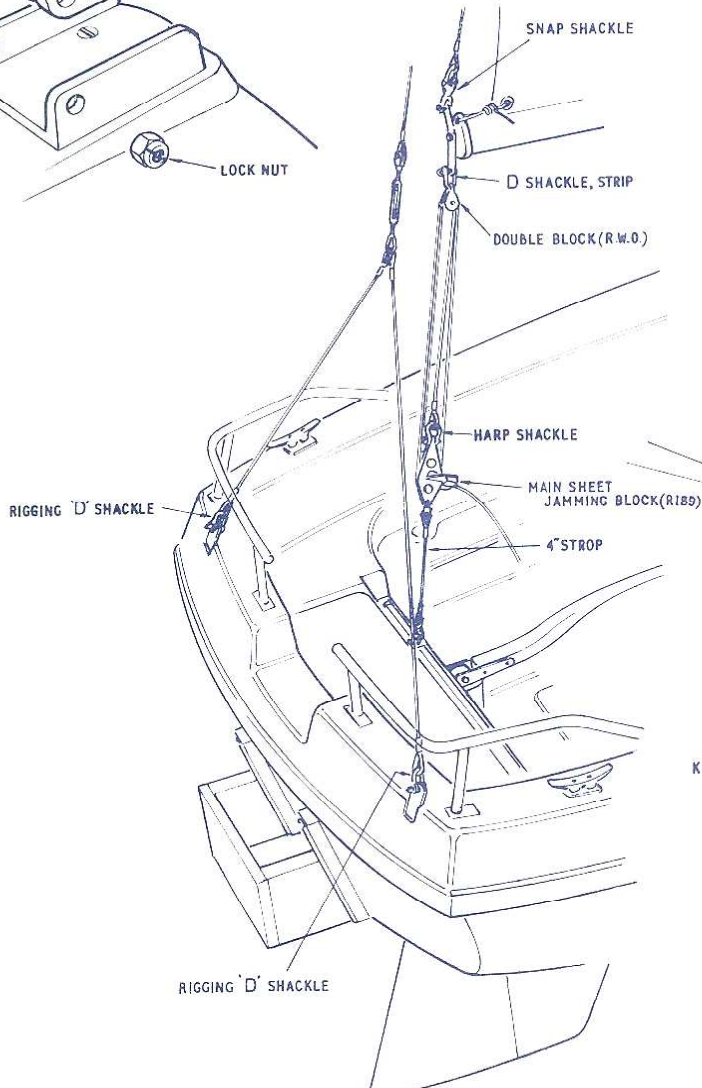 SNAP SHACKLE
LOCK NUT
D SHACKLE, STRIP
DOUBLE BLOCK (R.W.O.)
HARP SHACKLE
MAIN SHEET
JAMMING BLOCK (R189)
RIGGING 'D' SHACKLE
4" STROP
K
RIGGING 'D' SHACKLE